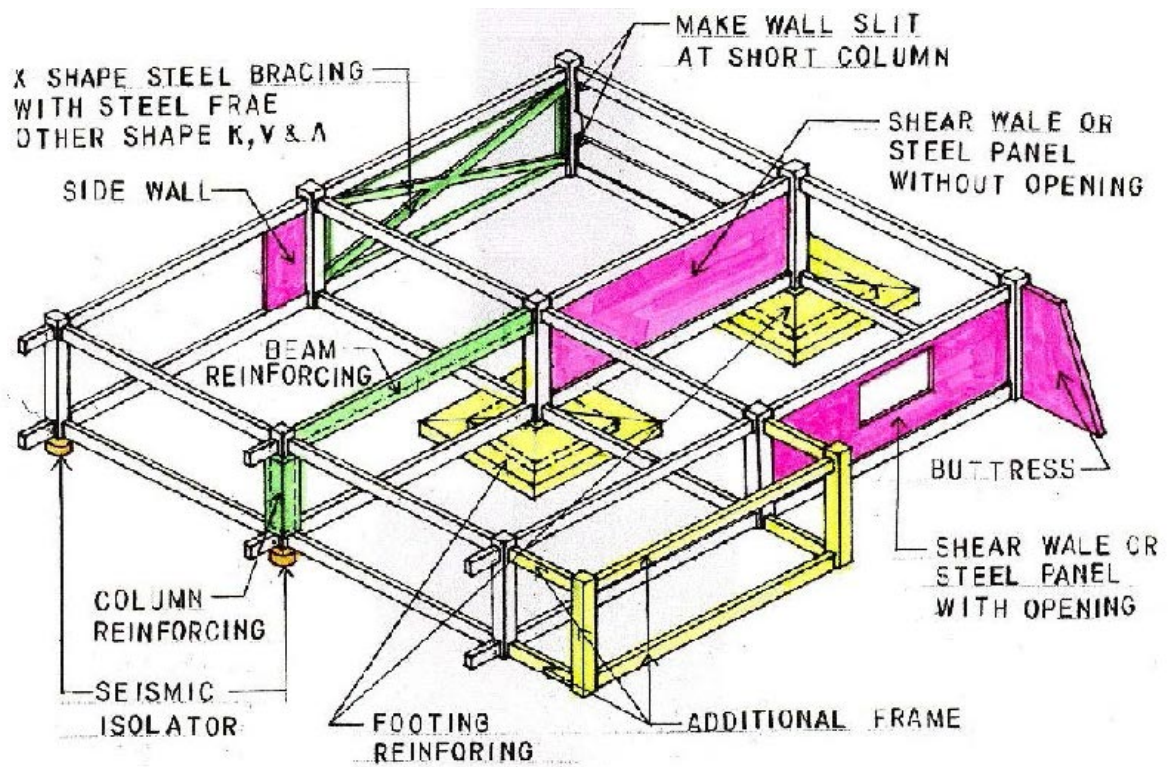 MAKE WALL SLIT
AT SHORT COLUMN
X SHAPE STEEL BRACING
WITH STEEL FRAE
OTHER SHAPE K, V & Λ
SHEAR WALE OR
STEEL PANEL
WITHOUT OPENING
SIDE WALL
BEAM
REINFORCING
BUTTRESS
SHEAR WALE OR
STEEL PANEL
WITH OPENING
COLUMN
REINFORCING
SEISMIC
ISOLATOR
FOOTING
REINFORING
ADDITIONAL FRAME